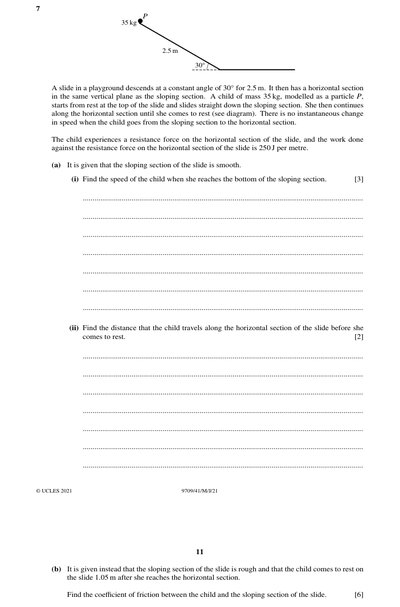 7
P
35 kg
2.5 m
30°
A slide in a playground descends at a constant angle of 30° for 2.5 m. It then has a horizontal section
in the same vertical plane as the sloping section. A child of mass 35 kg, modelled as a particle P,
starts from rest at the top of the slide and slides straight down the sloping section. She then continues
along the horizontal section until she comes to rest (see diagram). There is no instantaneous change
in speed when the child goes from the sloping section to the horizontal section.
The child experiences a resistance force on the horizontal section of the slide, and the work done
against the resistance force on the horizontal section of the slide is 250 J per metre.
(a) It is given that the sloping section of the slide is smooth.
(i) Find the speed of the child when she reaches the bottom of the sloping section. [3]
(ii) Find the distance that the child travels along the horizontal section of the slide before she
comes to rest. [2]
© UCLES 2021 9709/41/M/J/21
11
(b) It is given instead that the sloping section of the slide is rough and that the child comes to rest on
the slide 1.05 m after she reaches the horizontal section.
Find the coefficient of friction between the child and the sloping section of the slide. [6]